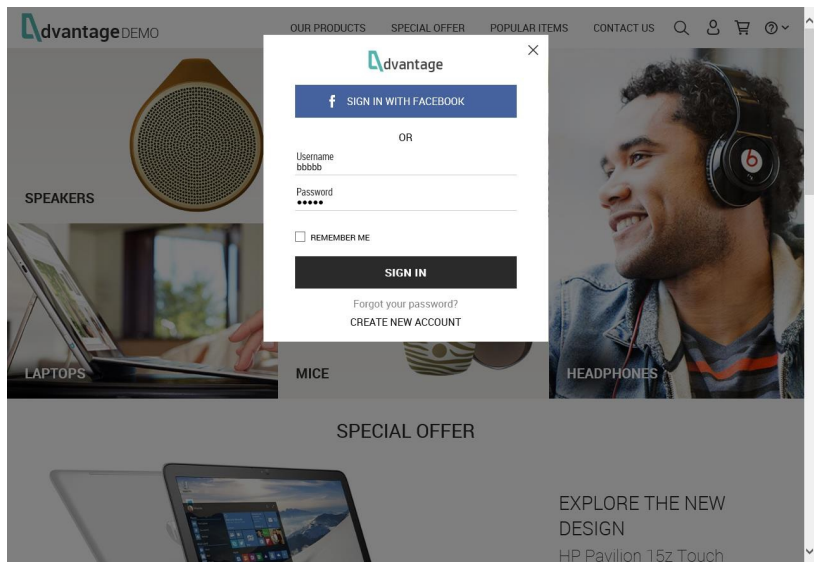 dvantage DEMO
OUR PRODUCTS SPECIAL OFFER POPULAR ITEMS CONTACT US
dvantage
SIGN IN WITH FACEBOOK
OR
Username
bbbbb
Password
•••••
REMEMBER ME
SIGN IN
Forgot your password?
CREATE NEW ACCOUNT
SPEAKERS
LAPTOPS
MICE
HEADPHONES
SPECIAL OFFER
EXPLORE THE NEW
DESIGN
HP Pavilion 15z Touch